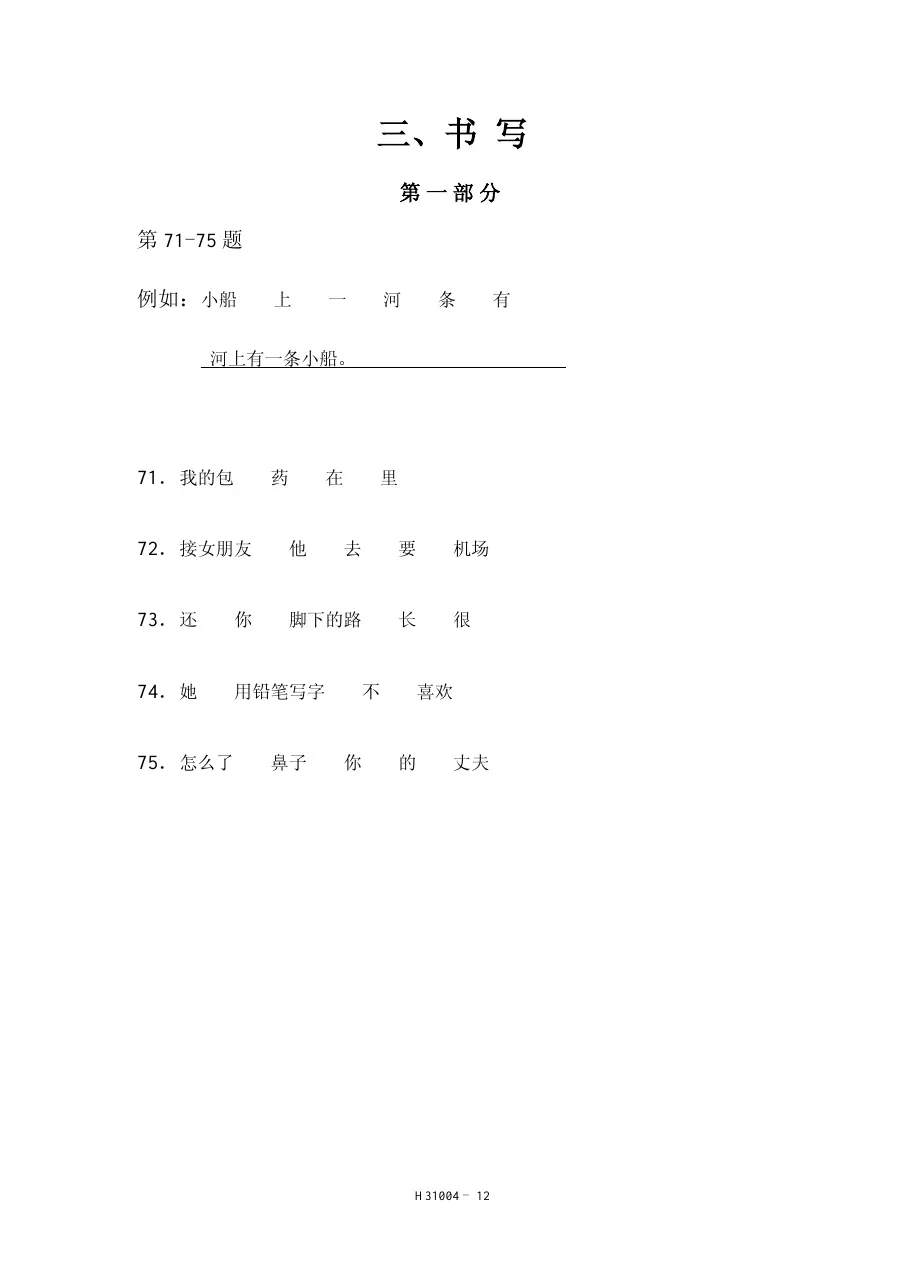 三、书 写
第一部分
第 71-75 题
例如：小船 上 一 河 条 有
河上有一条小船。
71. 我的包 药 在 里
72. 接女朋友 他 去 要 机场
73. 还 你 脚下的路 长 很
74. 她 用铅笔写字 不 喜欢
75. 怎么了 鼻子 你 的 丈夫
H31004 - 12